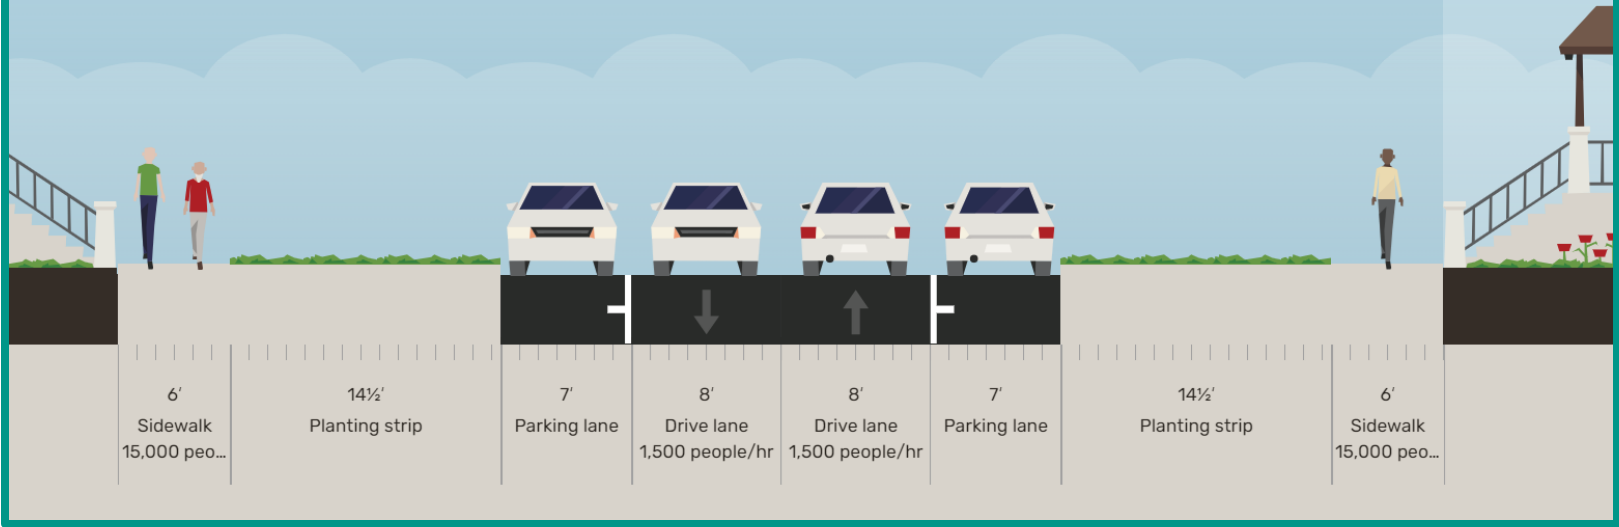 6′
Sidewalk
15,000 peo…
14½′
Planting strip
7′
Parking lane
8′
Drive lane
1,500 people/hr
8′
Drive lane
1,500 people/hr
7′
Parking lane
14½′
Planting strip
6′
Sidewalk
15,000 peo…